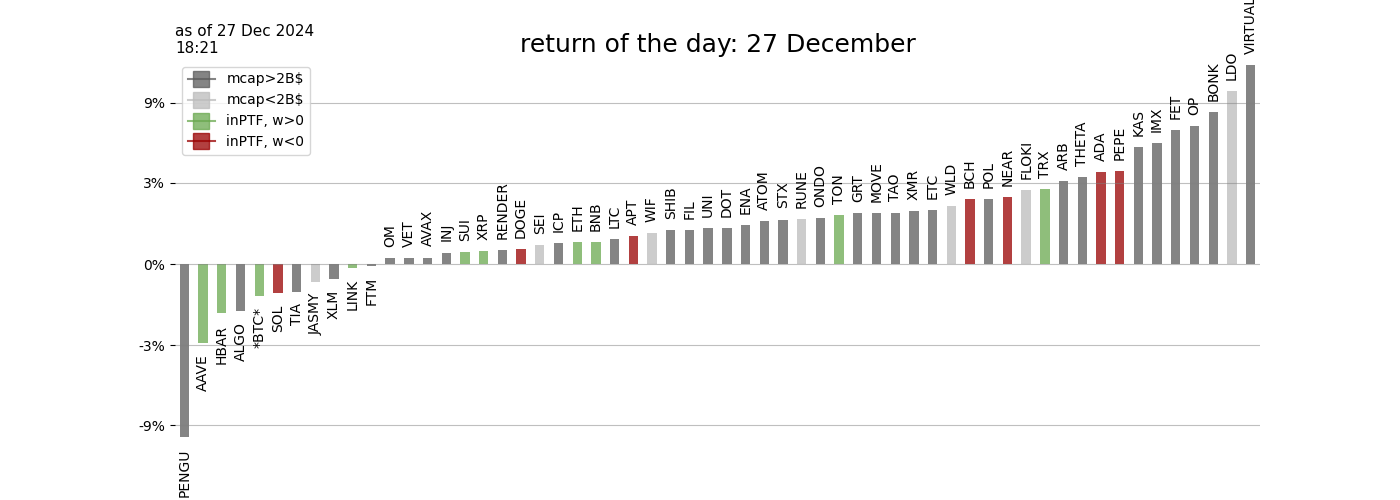 as of 27 Dec 2024
18:21
return of the day: 27 December
mcap>2B$
mcap<2B$
inPTF, w>0
inPTF, w<0
9%
3%
0%
-3%
-9%
PENGU
AAVE
HBAR
ALGO
*BTC*
SOL
TIA
JASMY
XLM
LINK
FTM
OM
VET
AVAX
INJ
SUI
XRP
RENDER
DOGE
SEI
ICP
ETH
BNB
LTC
APT
WIF
SHIB
FIL
UNI
DOT
ENA
ATOM
STX
RUNE
ONDO
TON
GRT
MOVE
TAO
XMR
ETC
WLD
BCH
POL
NEAR
FLOKI
TRX
ARB
THETA
ADA
PEPE
KAS
IMX
FET
OP
BONK
LDO
VIRTUAL